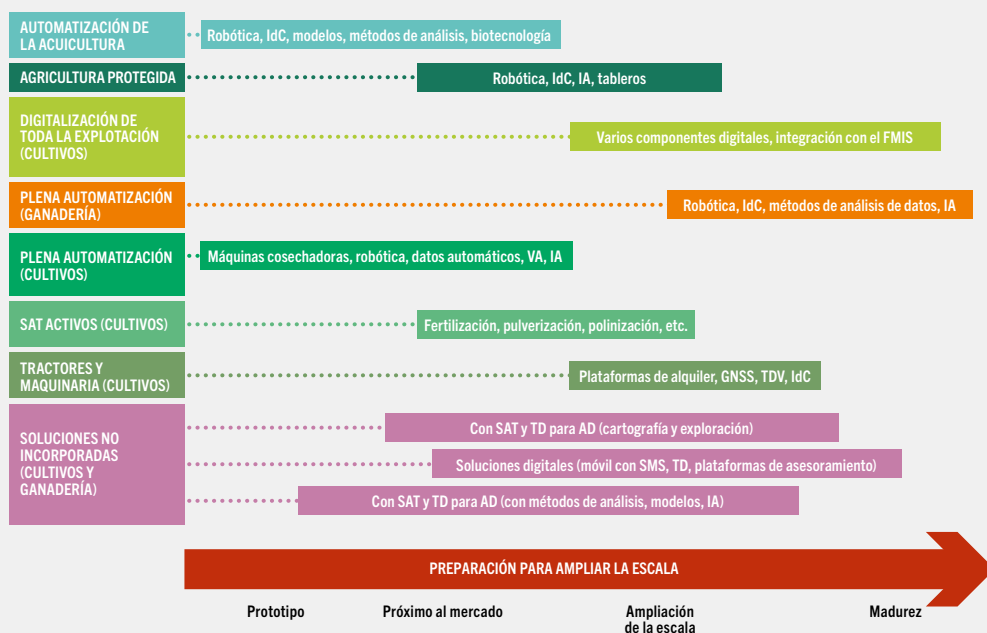 AUTOMATIZACIÓN DE
LA ACUICULTURA
Robótica, IdC, modelos, métodos de análisis, biotecnología
AGRICULTURA PROTEGIDA
Robótica, IdC, IA, tableros
DIGITALIZACIÓN DE
TODA LA EXPLOTACIÓN
(CULTIVOS)
Varios componentes digitales, integración con el FMIS
PLENA AUTOMATIZACIÓN
(GANADERÍA)
Robótica, IdC, métodos de análisis de datos, IA
PLENA AUTOMATIZACIÓN
(CULTIVOS)
Máquinas cosechadoras, robótica, datos automáticos, VA, IA
SAT ACTIVOS (CULTIVOS)
Fertilización, pulverización, polinización, etc.
TRACTORES Y
MAQUINARIA (CULTIVOS)
Plataformas de alquiler, GNSS, TDV, IdC
SOLUCIONES NO
INCORPORADAS
(CULTIVOS Y
GANADERÍA)
Con SAT y TD para AD (cartografía y exploración)
Soluciones digitales (móvil con SMS, TD, plataformas de asesoramiento)
Con SAT y TD para AD (con métodos de análisis, modelos, IA)
PREPARACIÓN PARA AMPLIAR LA ESCALA
Prototipo
Próximo al mercado
Ampliación
de la escala
Madurez